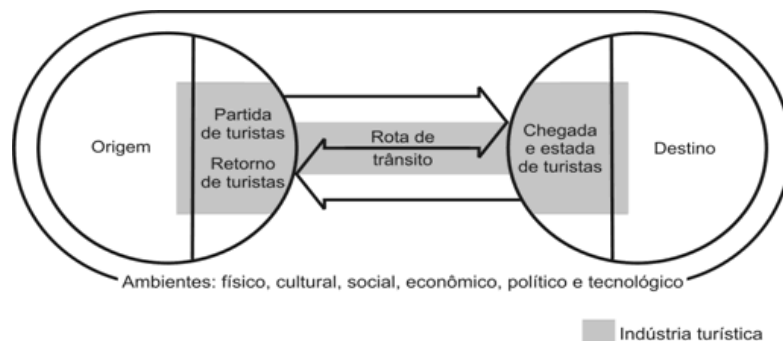 Origem
Partida
de turistas
Retorno
de turistas
Rota de
trânsito
Chegada
e estada
de turistas
Destino
Ambientes: físico, cultural, social, econômico, político e tecnológico
Indústria turística